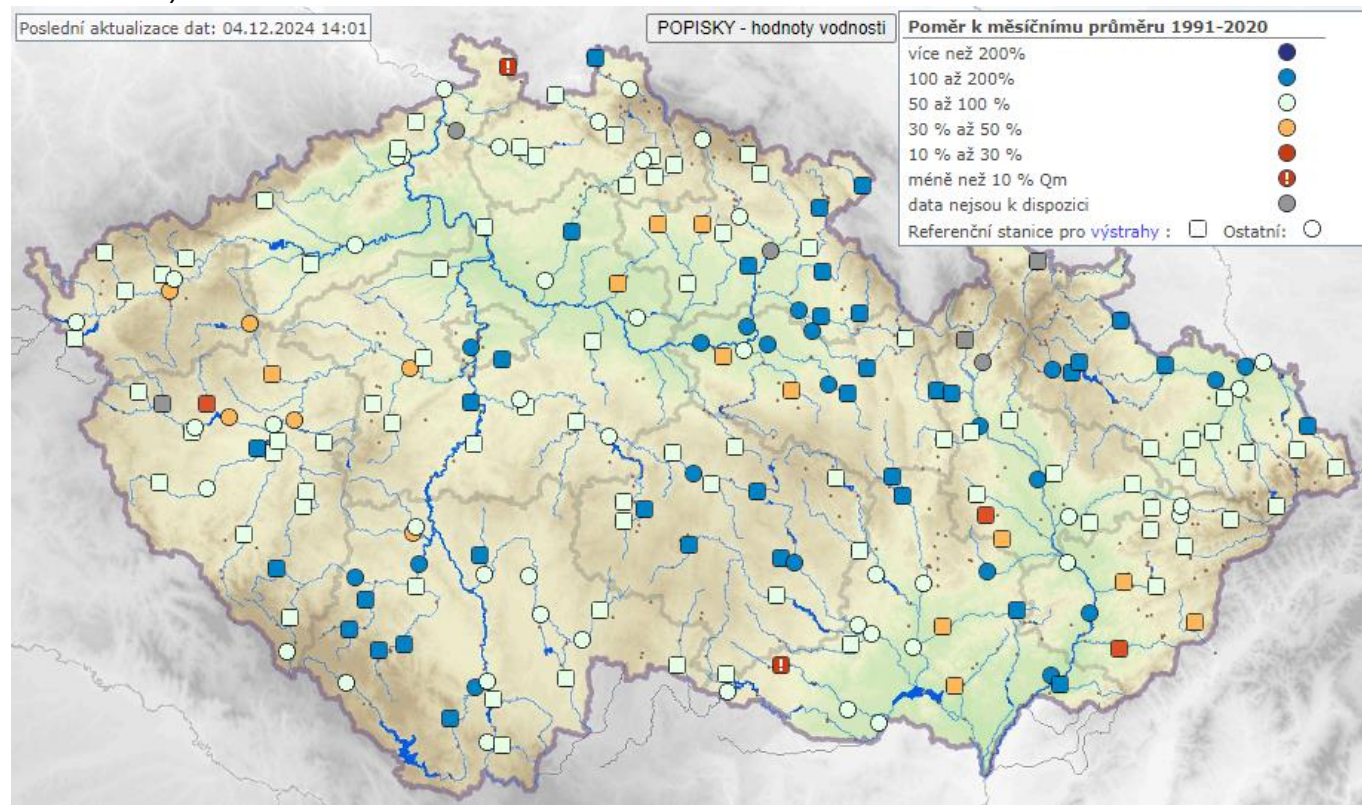 Poslední aktualizace dat: 04.12.2024 14:01
POPISKY - hodnoty vodnosti
Poměr k měsíčnímu průměru 1991-2020
více než 200%
100 až 200%
50 až 100 %
30 % až 50 %
10 % až 30 %
méně než 10 % Qm
data nejsou k dispozici
Referenční stanice pro výstrahy : Ostatní: